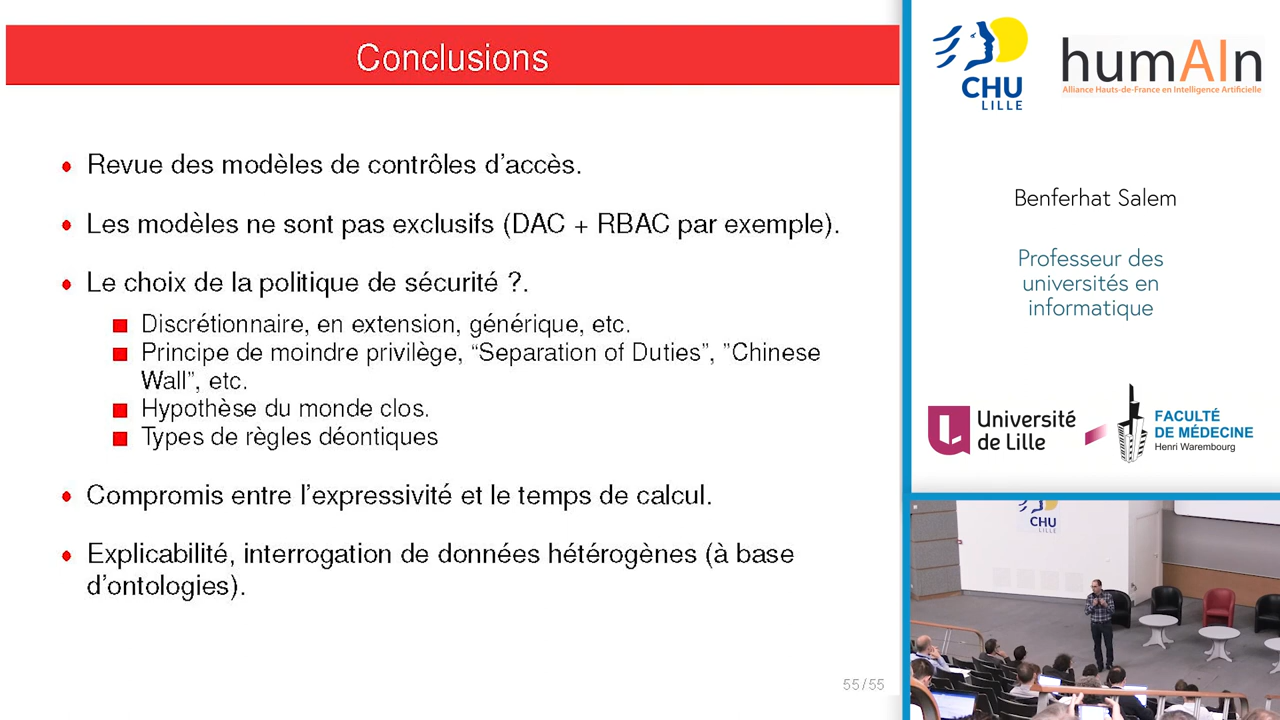 Conclusions
Revue des modèles de contrôles d'accès.
Les modèles ne sont pas exclusifs (DAC + RBAC par exemple).
Le choix de la politique de sécurité ?.
Discrétionnaire, en extension, générique, etc.
Principe de moindre privilège, “Separation of Duties”, ”Chinese
Wall”, etc.
Hypothèse du monde clos.
Types de règles déontiques
Compromis entre l'expressivité et le temps de calcul.
Explicabilité, interrogation de données hétérogènes (à base
d'ontologies).
55/55
CHU
LILLE
humAIn
Alliance Hauts-de-France en Intelligence Artificielle
Benferhat Salem
Professeur des
universités en
informatique
Université
de Lille
FACULTÉ
DE MÉDECINE
Henri Warembourg
CHU
LILLE